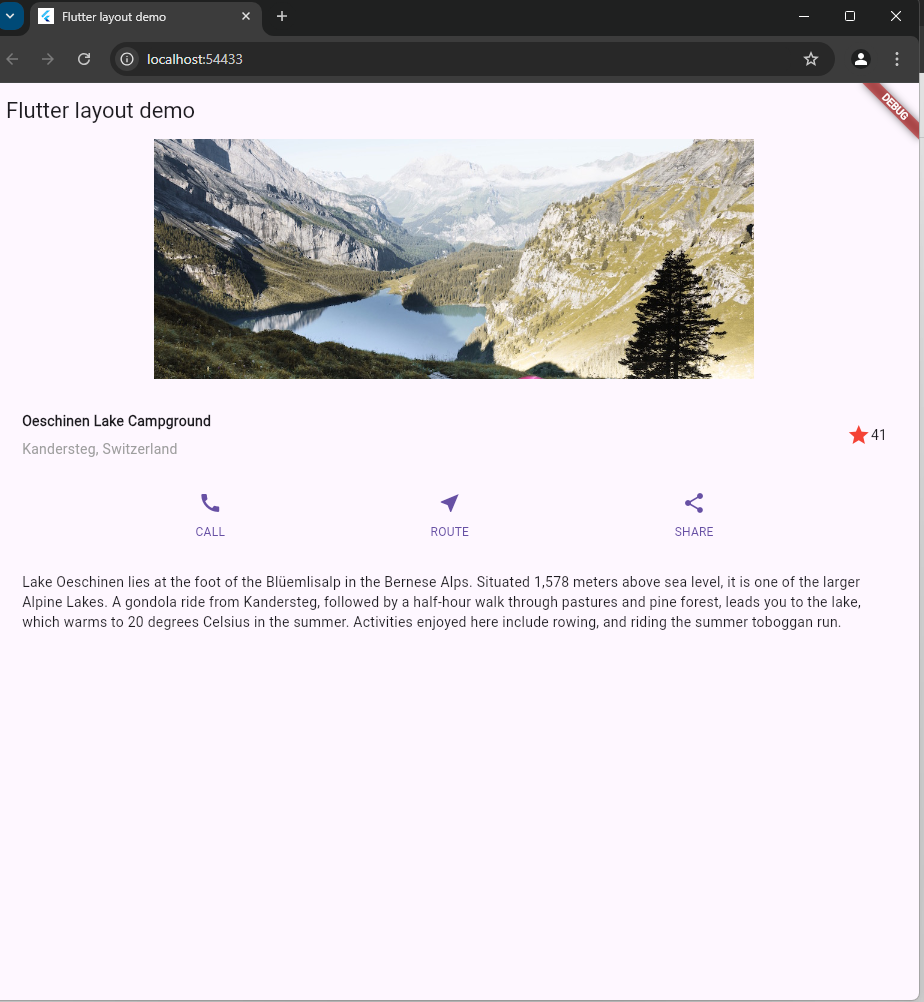 Flutter layout demo
localhost:54433
Flutter layout demo
DEBUG
Oeschinen Lake Campground
Kandersteg, Switzerland
41
CALL
ROUTE
SHARE
Lake Oeschinen lies at the foot of the Blüemlisalp in the Bernese Alps. Situated 1,578 meters above sea level, it is one of the larger
Alpine Lakes. A gondola ride from Kandersteg, followed by a half-hour walk through pastures and pine forest, leads you to the lake,
which warms to 20 degrees Celsius in the summer. Activities enjoyed here include rowing, and riding the summer toboggan run.